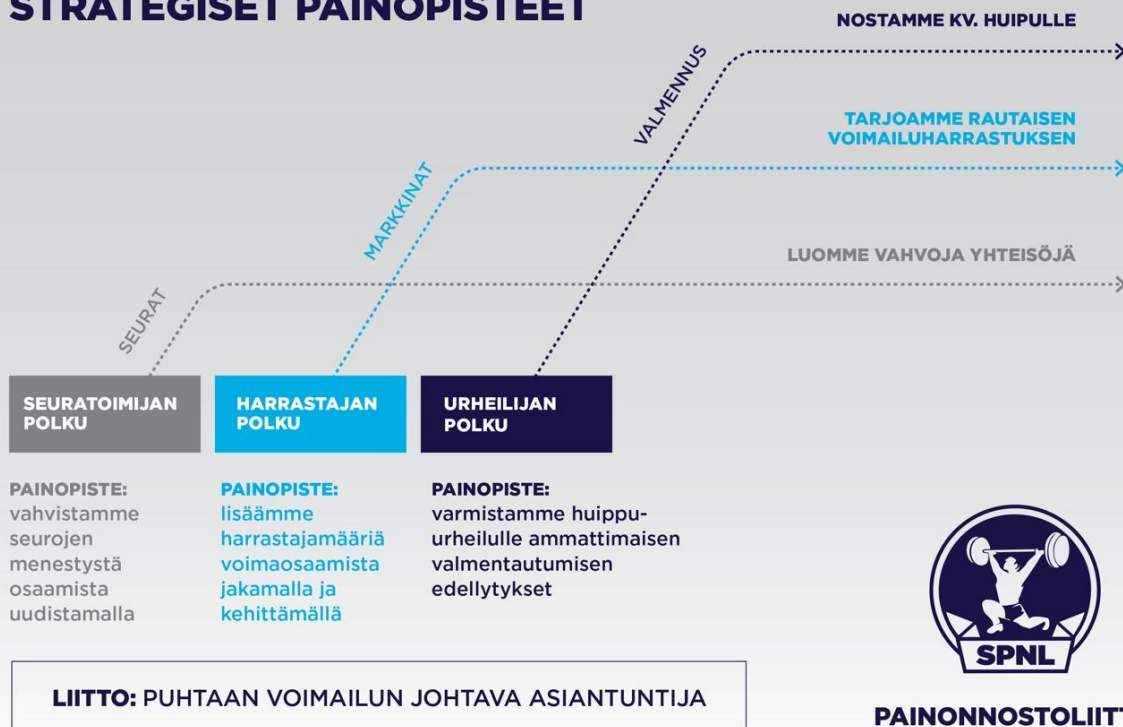 STRATEGISET PAINOPISTEET
NOSTAMME KV. HUIPULLE
VALMENNUS
TARJOAMME RAUTAISEN
VOIMAILUHARRASTUKSEN
MARKKINAT
LUOMME VAHVOJA YHTEISÖJÄ
SEURAT
SEURATOIMIJAN
POLKU
HARRASTAJAN
POLKU
URHEILIJAN
POLKU
PAINOPISTE:
vahvistamme
seurojen
menestystä
osaamista
uudistamalla
PAINOPISTE:
lisäämme
harrastajamääriä
voimaosaamista
jakamalla ja
kehittämällä
PAINOPISTE:
varmistamme huippu-
urheilulle ammattimaisen
valmentautumisen
edellytykset
SPNL
LIITTO: PUHTAAN VOIMAILUN JOHTAVA ASIANTUNTIJA
PAINONNOSTOLIITT